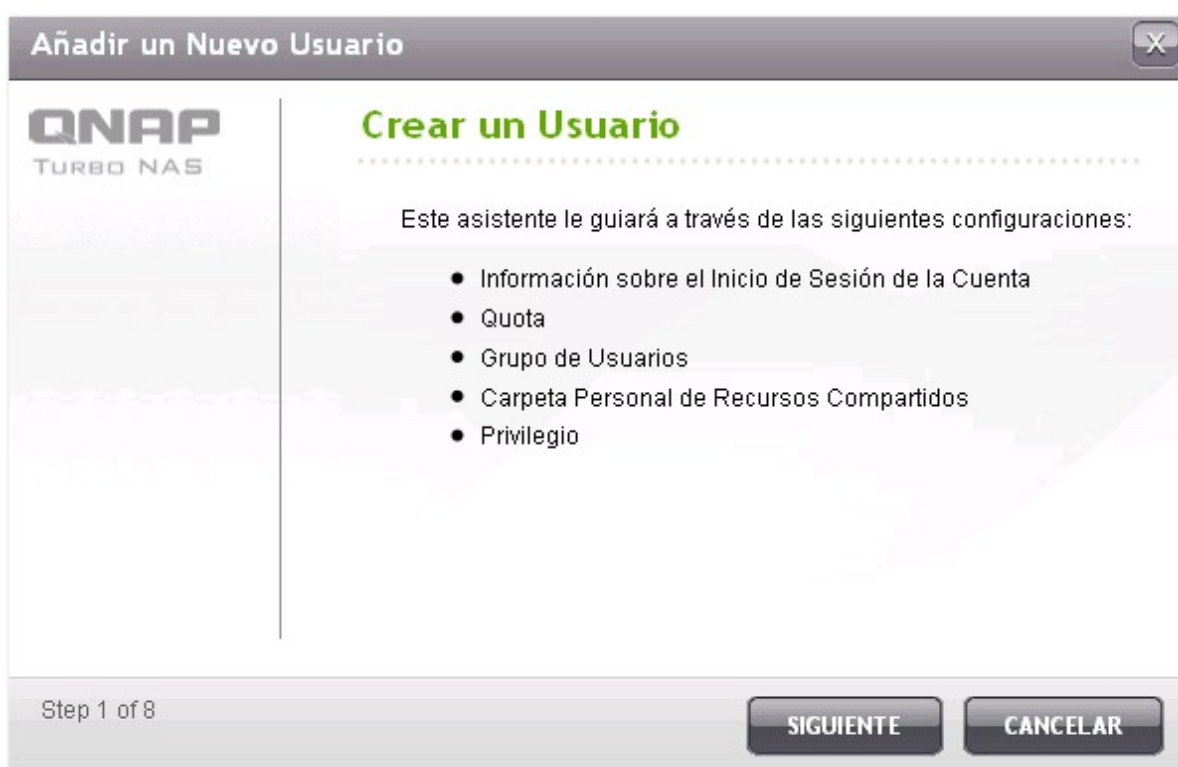 Añadir un Nuevo Usuario
X
QNAP
TURBO NAS
Crear un Usuario
Este asistente le guiará a través de las siguientes configuraciones:
● Información sobre el Inicio de Sesión de la Cuenta
● Quota
● Grupo de Usuarios
● Carpeta Personal de Recursos Compartidos
● Privilegio
Step 1 of 8
SIGUIENTE
CANCELAR